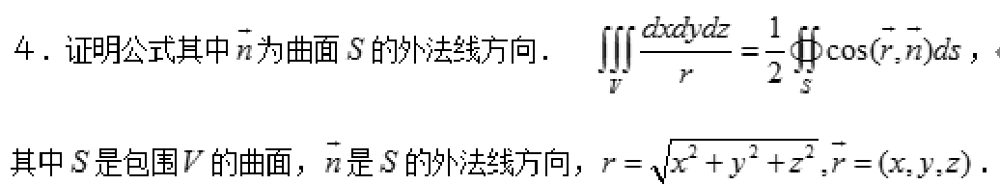 4．证明公式其中 $\vec{n}$ 为曲面 $S$ 的外法线方向． $\iiint\limits_{V}\frac{dxdydz}{r}=\frac{1}{2}\oiint\limits_{S}\cos(\vec{r},\vec{n})ds$，
其中 $S$ 是包围 $V$ 的曲面，$\vec{n}$ 是 $S$ 的外法线方向，$r=\sqrt{x^2+y^2+z^2},\vec{r}=(x,y,z)$．